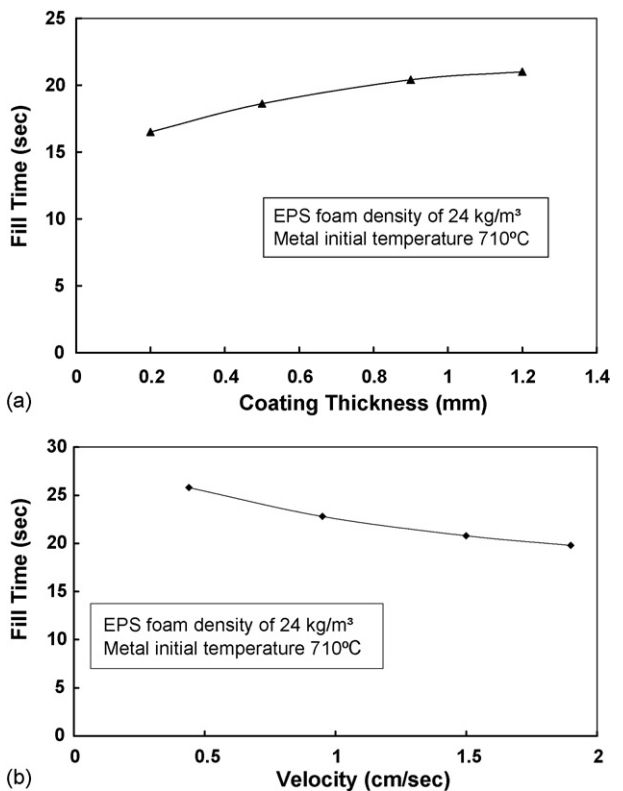 25
20
15
10
5
0
Fill Time (sec)
EPS foam density of 24 kg/m³
Metal initial temperature 710ºC
0 0.2 0.4 0.6 0.8 1 1.2 1.4
(a)
Coating Thickness (mm)
30
25
20
15
10
5
0
Fill Time (sec)
EPS foam density of 24 kg/m³
Metal initial temperature 710ºC
0 0.5 1 1.5 2
(b)
Velocity (cm/sec)